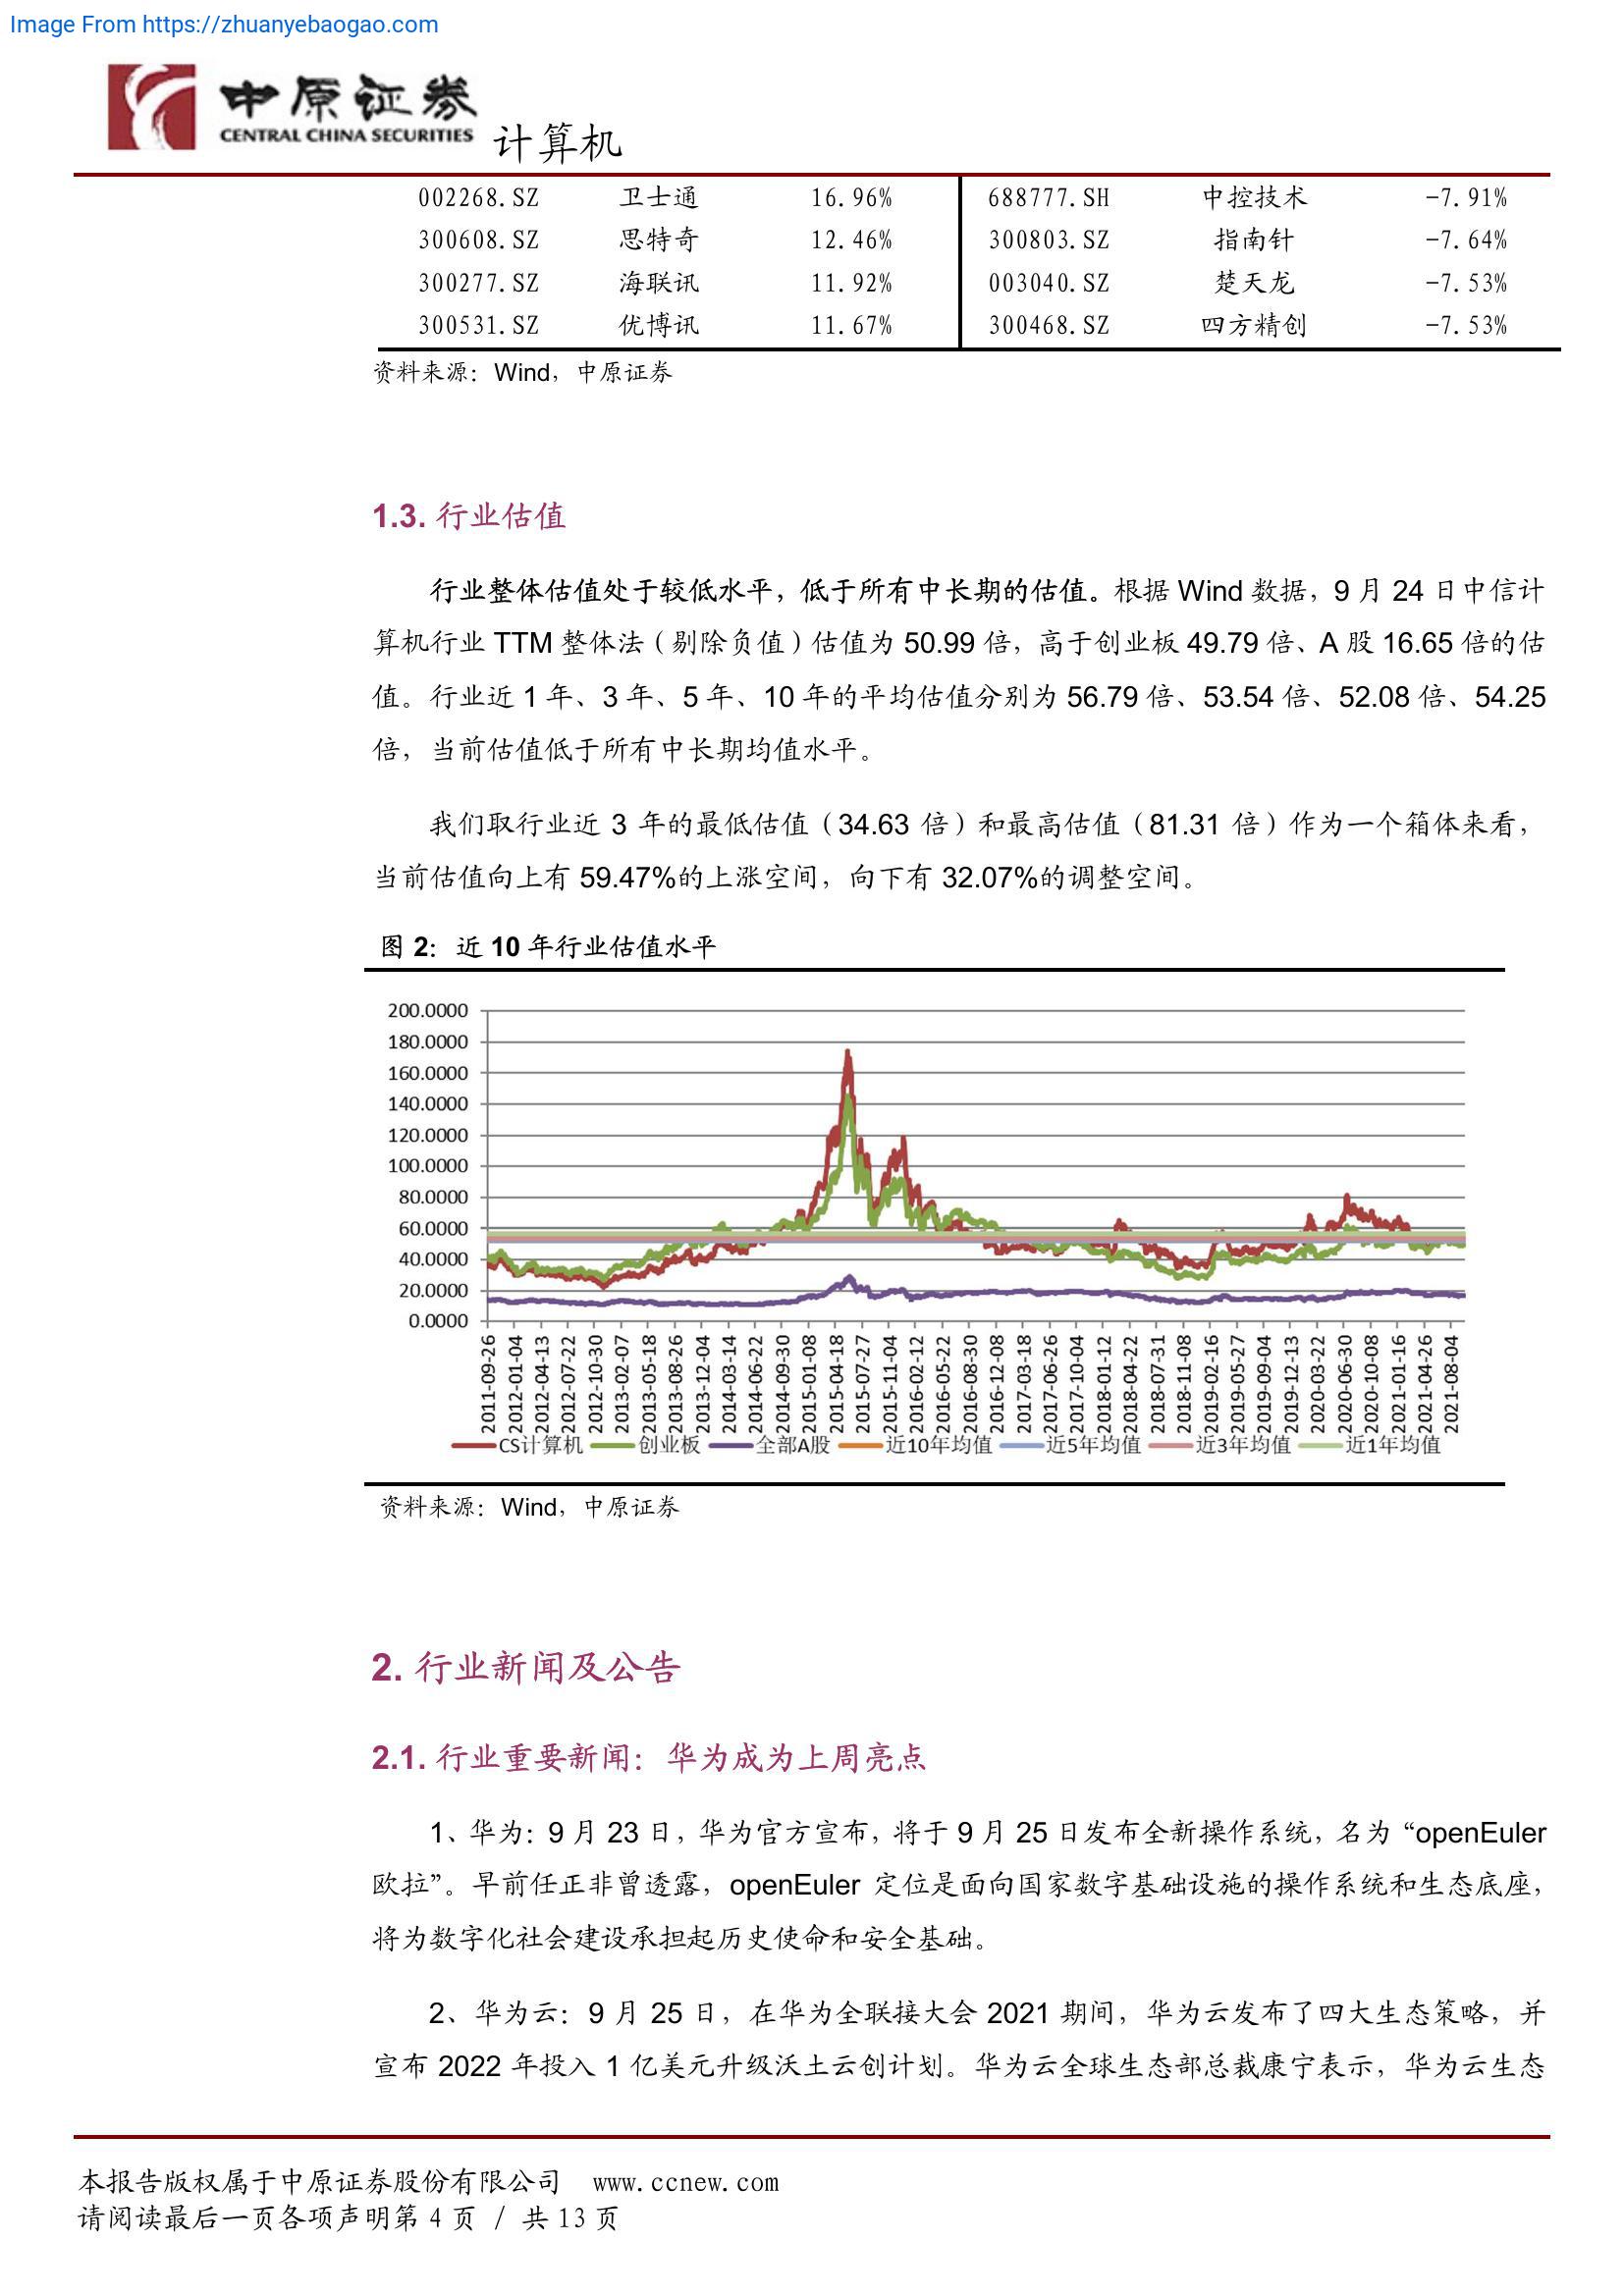 Image From https://zhuanyebaogao.com
中原证券
CENTRAL CHINA SECURITIES
计算机
002268.SZ 卫士通 16.96% 688777.SH 中控技术 -7.91%
300608.SZ 思特奇 12.46% 300803.SZ 指南针 -7.64%
300277.SZ 海联讯 11.92% 003040.SZ 楚天龙 -7.53%
300531.SZ 优博讯 11.67% 300468.SZ 四方精创 -7.53%
资料来源：Wind，中原证券
1.3. 行业估值
行业整体估值处于较低水平，低于所有中长期的估值。根据 Wind 数据，9 月 24 日中信计
算机行业 TTM 整体法（剔除负值）估值为 50.99 倍，高于创业板 49.79 倍、A 股 16.65 倍的估
值。行业近 1 年、3 年、5 年、10 年的平均估值分别为 56.79 倍、53.54 倍、52.08 倍、54.25
倍，当前估值低于所有中长期均值水平。
我们取行业近 3 年的最低估值（34.63 倍）和最高估值（81.31 倍）作为一个箱体来看，
当前估值向上有 59.47%的上涨空间，向下有 32.07%的调整空间。
图 2：近 10 年行业估值水平
200.0000
180.0000
160.0000
140.0000
120.0000
100.0000
80.0000
60.0000
40.0000
20.0000
0.0000
2011-09-26
2012-01-04
2012-04-13
2012-07-22
2012-10-30
2013-02-07
2013-05-18
2013-08-26
2013-12-04
2014-03-14
2014-06-22
2014-09-30
2015-01-08
2015-04-18
2015-07-27
2015-11-04
2016-02-12
2016-05-22
2016-08-30
2016-12-08
2017-03-18
2017-06-26
2017-10-04
2018-01-12
2018-04-22
2018-07-31
2018-11-08
2019-02-16
2019-05-27
2019-09-04
2019-12-13
2020-03-22
2020-06-30
2020-10-08
2021-01-16
2021-04-26
2021-08-04
CS计算机 创业板 全部A股 近10年均值 近5年均值 近3年均值 近1年均值
资料来源：Wind，中原证券
2. 行业新闻及公告
2.1. 行业重要新闻：华为成为上周亮点
1、华为：9 月 23 日，华为官方宣布，将于 9 月 25 日发布全新操作系统，名为“openEuler
欧拉”。早前任正非曾透露，openEuler 定位是面向国家数字基础设施的操作系统和生态底座，
将为数字化社会建设承担起历史使命和安全基础。
2、华为云：9 月 25 日，在华为全联接大会 2021 期间，华为云发布了四大生态策略，并
宣布 2022 年投入 1 亿美元升级沃土云创计划。华为云全球生态部总裁康宁表示，华为云生态
本报告版权属于中原证券股份有限公司 www.ccnew.com
请阅读最后一页各项声明第 4 页 / 共 13 页